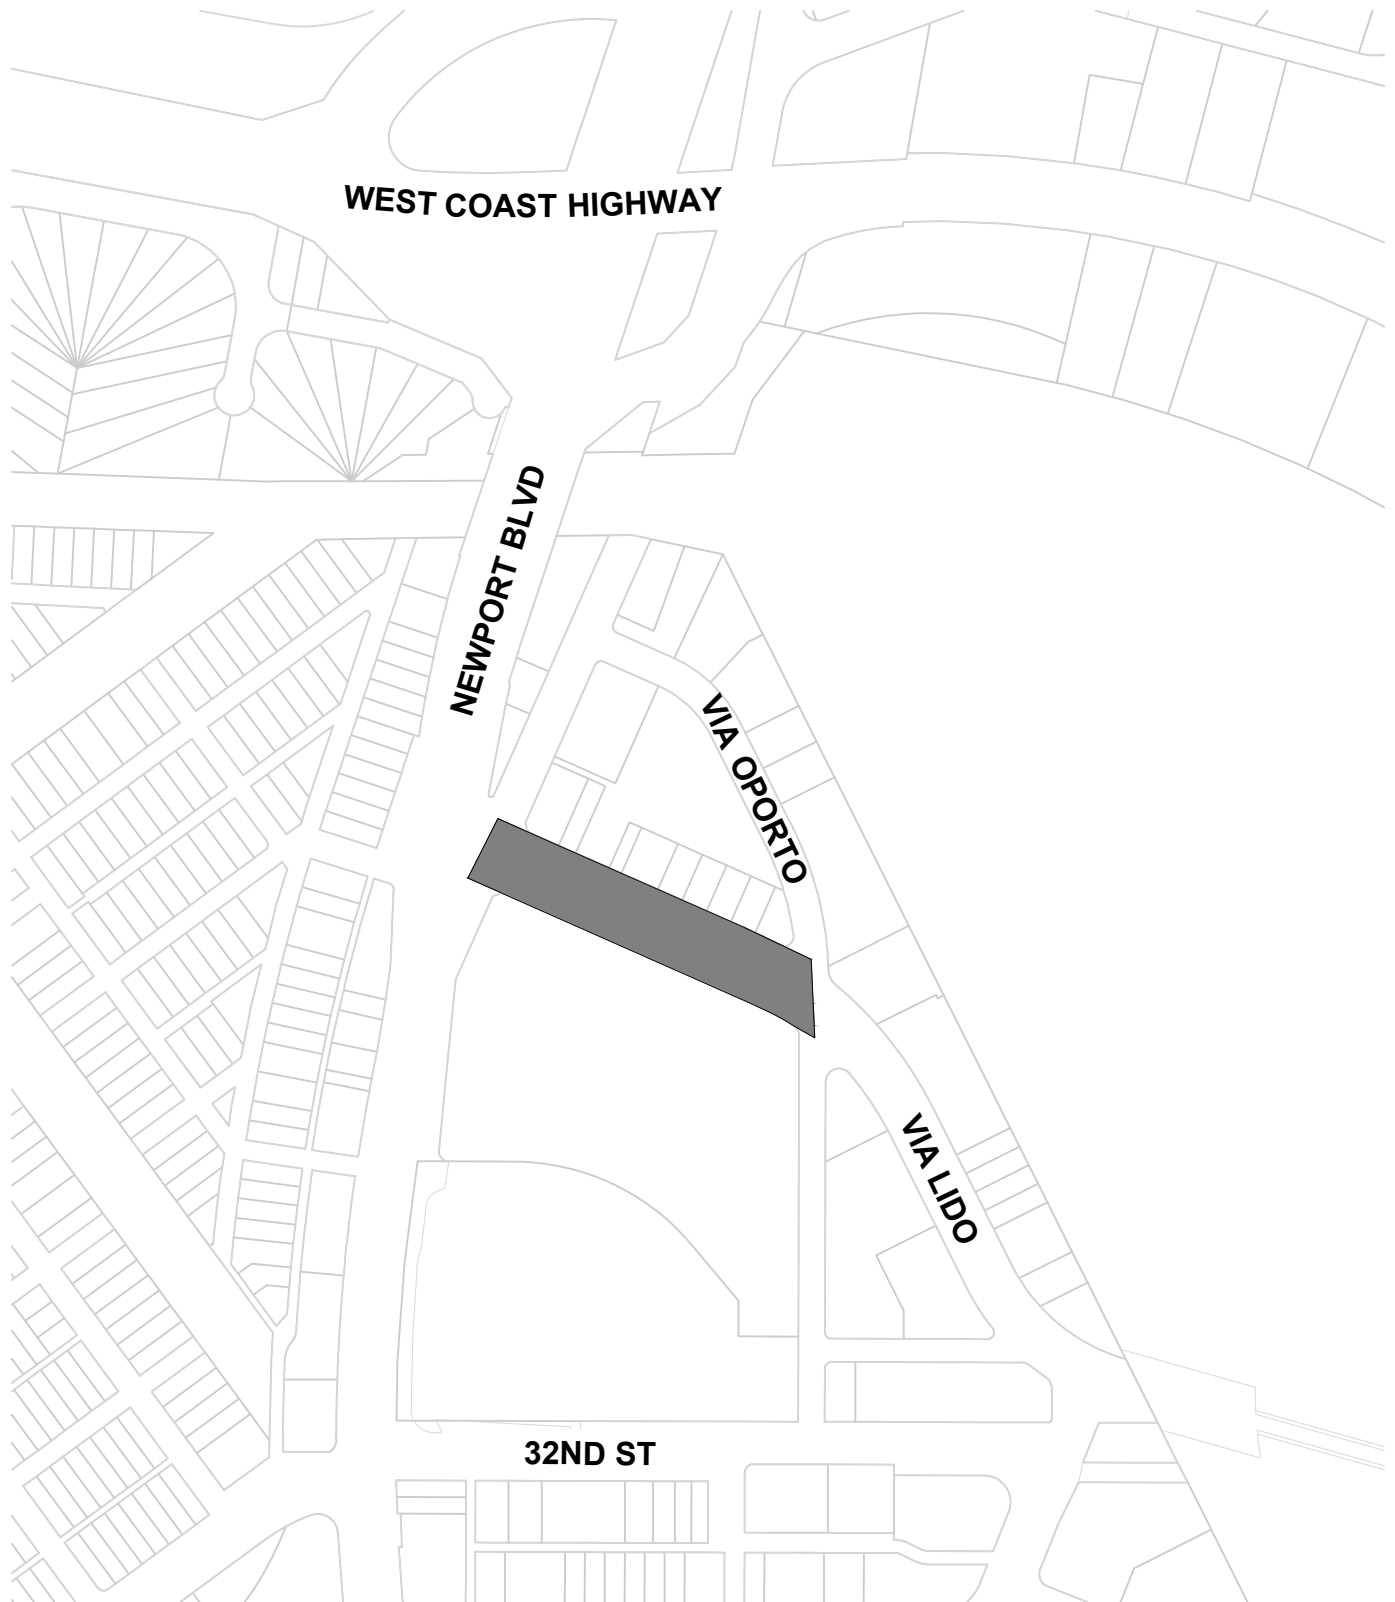 WEST COAST HIGHWAY
NEWPORT BLVD
VIA OPORTO
VIA LIDO
32ND ST